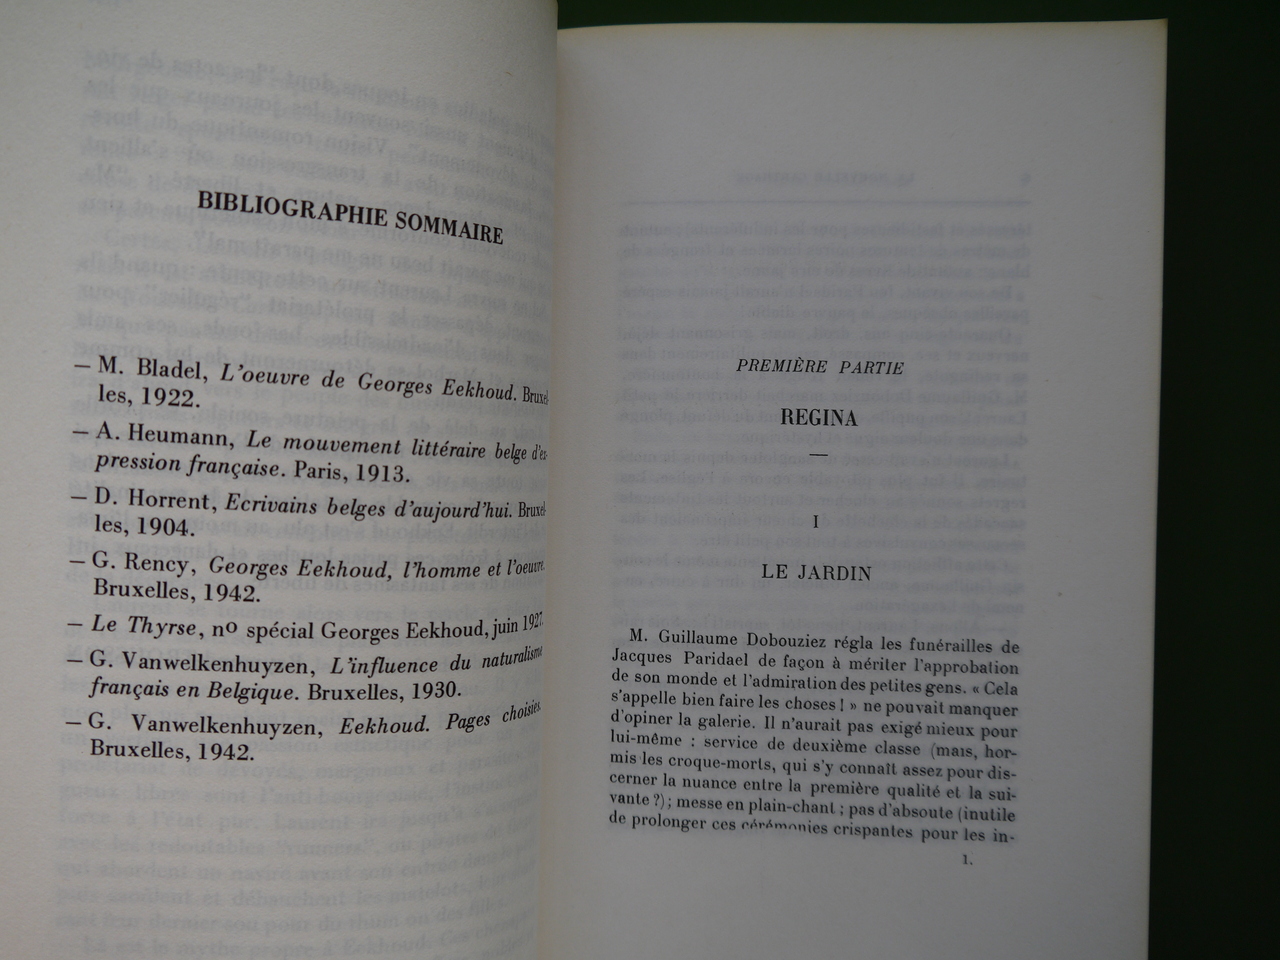 BIBLIOGRAPHIE SOMMAIRE
— M. Bladel, L'oeuvre de Georges Eekhoud. Bruxel-
les, 1922.
— A. Heumann, Le mouvement littéraire belge d'ex-
pression française. Paris, 1913.
— D. Horrent, Ecrivains belges d'aujourd'hui. Bruxel-
les, 1904.
— G. Rency, Georges Eekhoud, l'homme et l'oeuvre.
Bruxelles, 1942.
— Le Thyrse, no spécial Georges Eekhoud, juin 1927.
— G. Vanwelkenhuyzen, L'influence du naturalisme
français en Belgique. Bruxelles, 1930.
— G. Vanwelkenhuyzen, Eekhoud. Pages choisies.
Bruxelles, 1942.
PREMIÈRE PARTIE
REGINA
—
I
LE JARDIN
M. Guillaume Dobouziez régla les funérailles de
Jacques Paridael de façon à mériter l'approbation
de son monde et l'admiration des petites gens. « Cela
s'appelle bien faire les choses ! » ne pouvait manquer
d'opiner la galerie. Il n'aurait pas exigé mieux pour
lui-même : service de deuxième classe (mais, hor-
mis les croque-morts, qui s'y connaît assez pour dis-
cerner la nuance entre la première qualité et la sui-
vante ?) ; messe en plain-chant ; pas d'absoute (inutile
de prolonger ces cérémonies crispantes pour les in-
1.